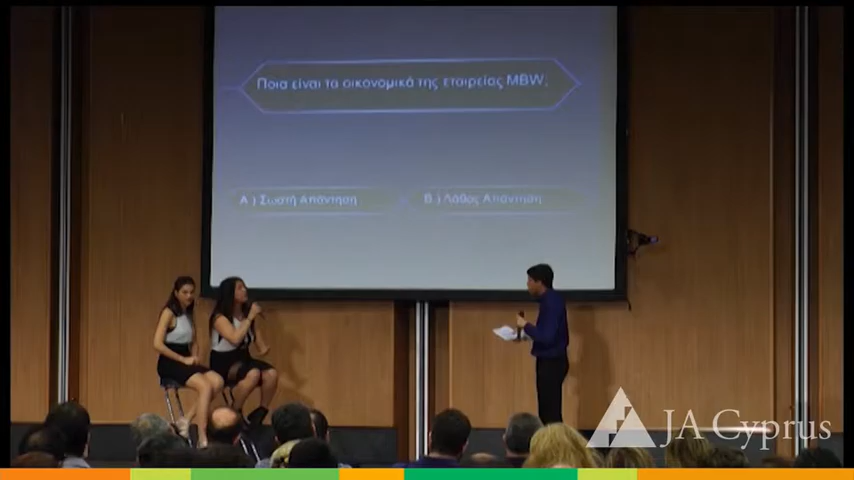 Ποια είναι τα οικονομικά της εταιρείας MBW;
Α ) Σωστή Απάντηση
Β ) Λάθος Απάντηση
JA Cyprus